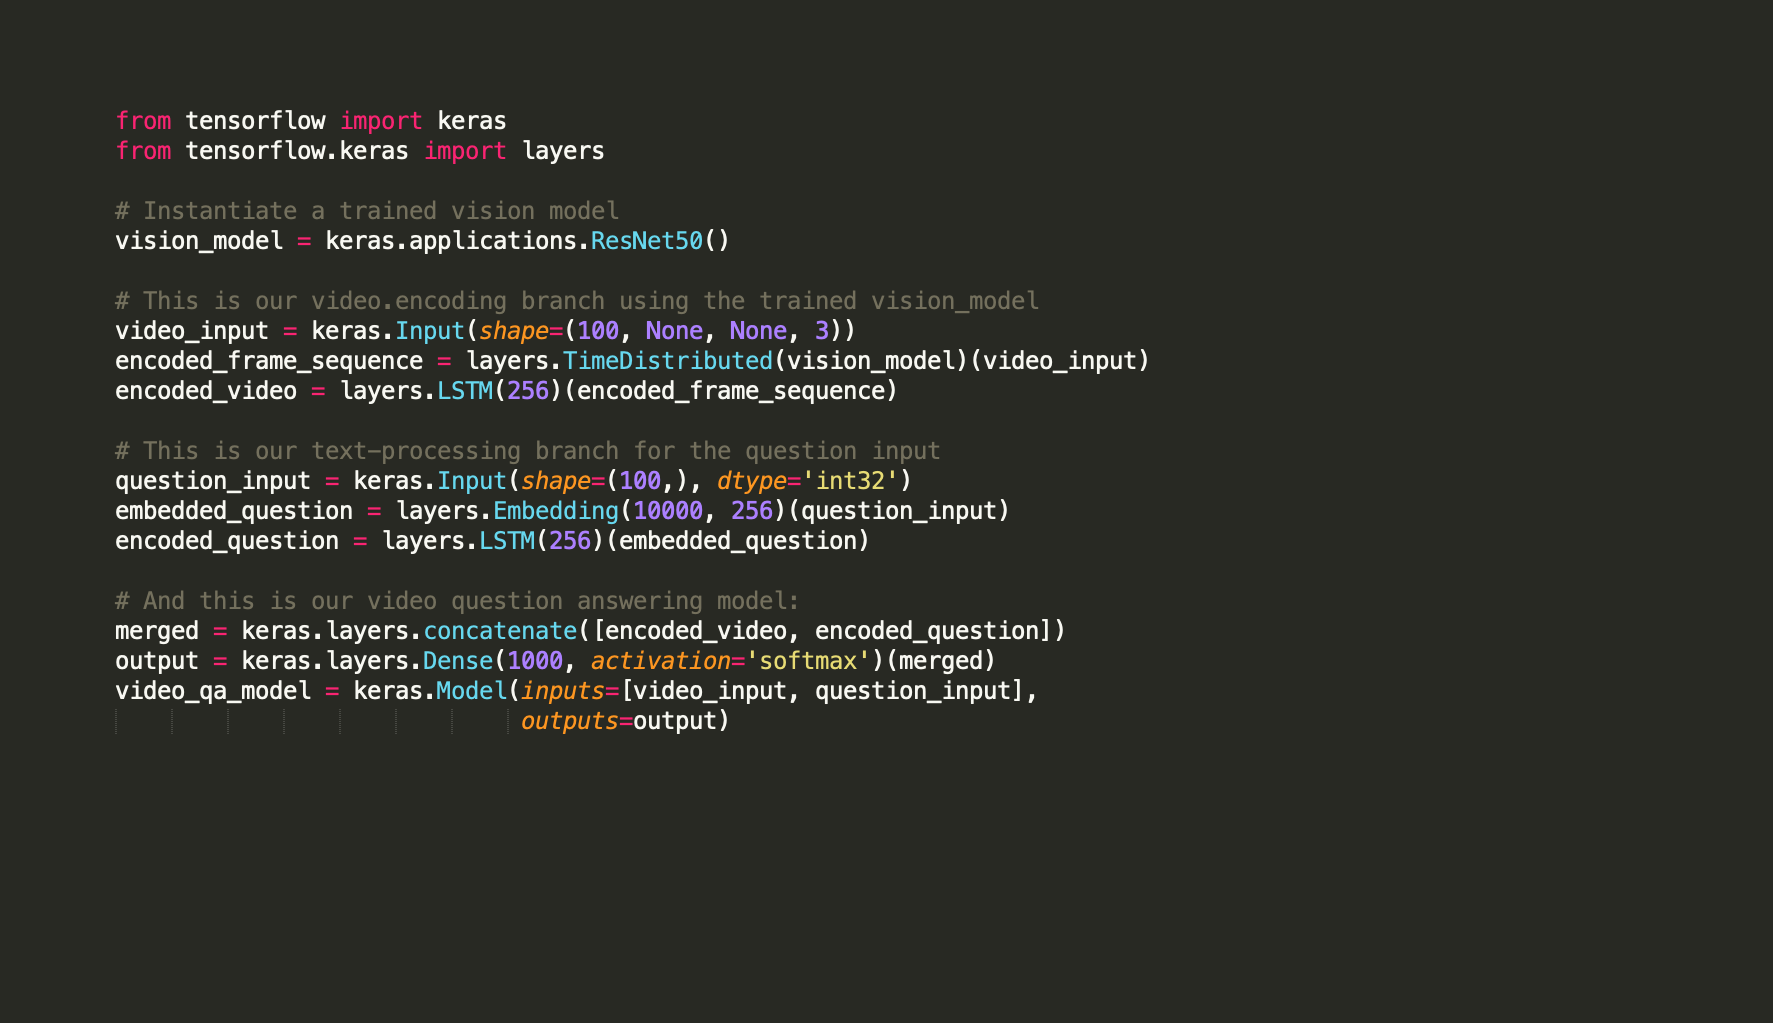 from tensorflow import keras
from tensorflow.keras import layers

# Instantiate a trained vision model
vision_model = keras.applications.ResNet50()

# This is our video.encoding branch using the trained vision_model
video_input = keras.Input(shape=(100, None, None, 3))
encoded_frame_sequence = layers.TimeDistributed(vision_model)(video_input)
encoded_video = layers.LSTM(256)(encoded_frame_sequence)

# This is our text-processing branch for the question input
question_input = keras.Input(shape=(100,), dtype='int32')
embedded_question = layers.Embedding(10000, 256)(question_input)
encoded_question = layers.LSTM(256)(embedded_question)

# And this is our video question answering model:
merged = keras.layers.concatenate([encoded_video, encoded_question])
output = keras.layers.Dense(1000, activation='softmax')(merged)
video_qa_model = keras.Model(inputs=[video_input, question_input],
                             outputs=output)